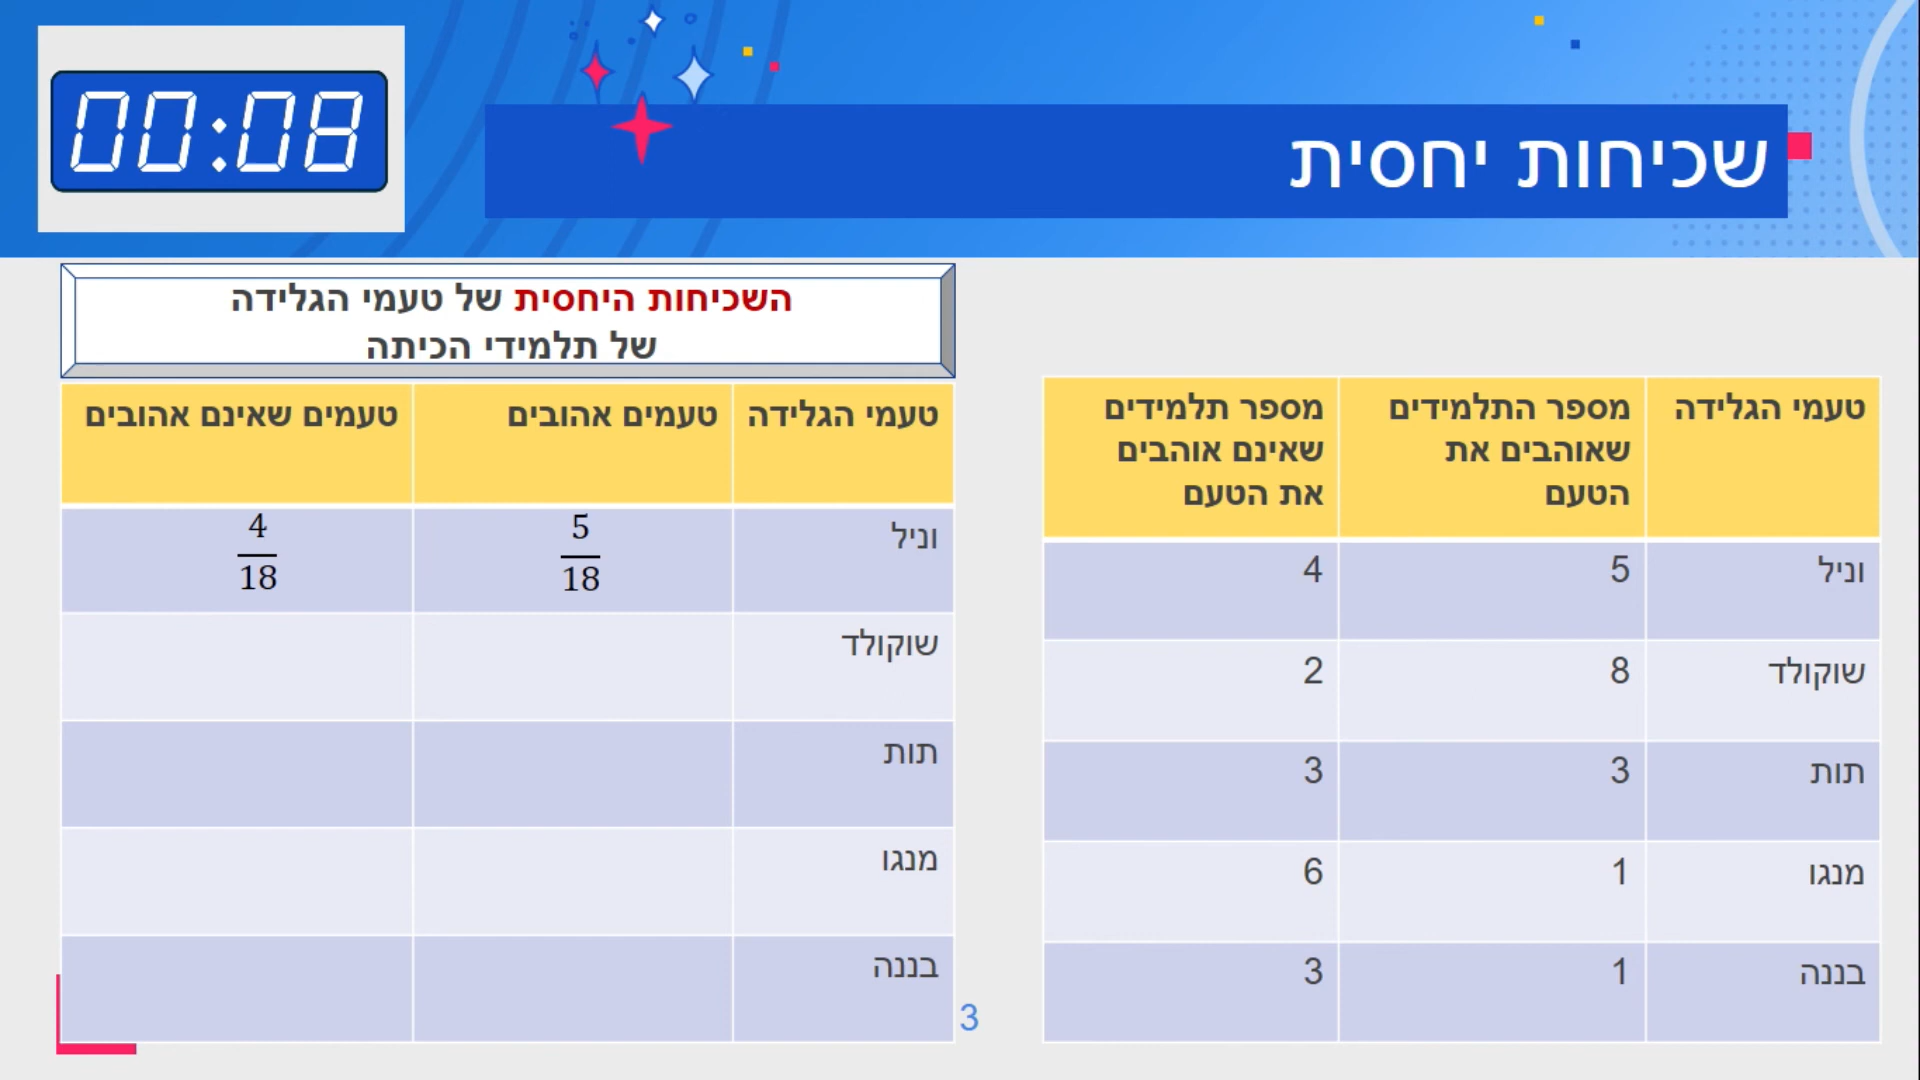 00:08
שכיחות יחסית
השכיחות היחסית של טעמי הגלידה
של תלמידי הכיתה
טעמי הגלידה
מספר התלמידים
שאוהבים את
הטעם
מספר תלמידים
שאינם אוהבים
את הטעם
וניל 5 4
שוקולד 8 2
תות 3 3
מנגו 1 6
בננה 1 3
טעמי הגלידה טעמים אהובים טעמים שאינם אהובים
וניל 5/18 4/18
שוקולד
תות
מנגו
בננה
3